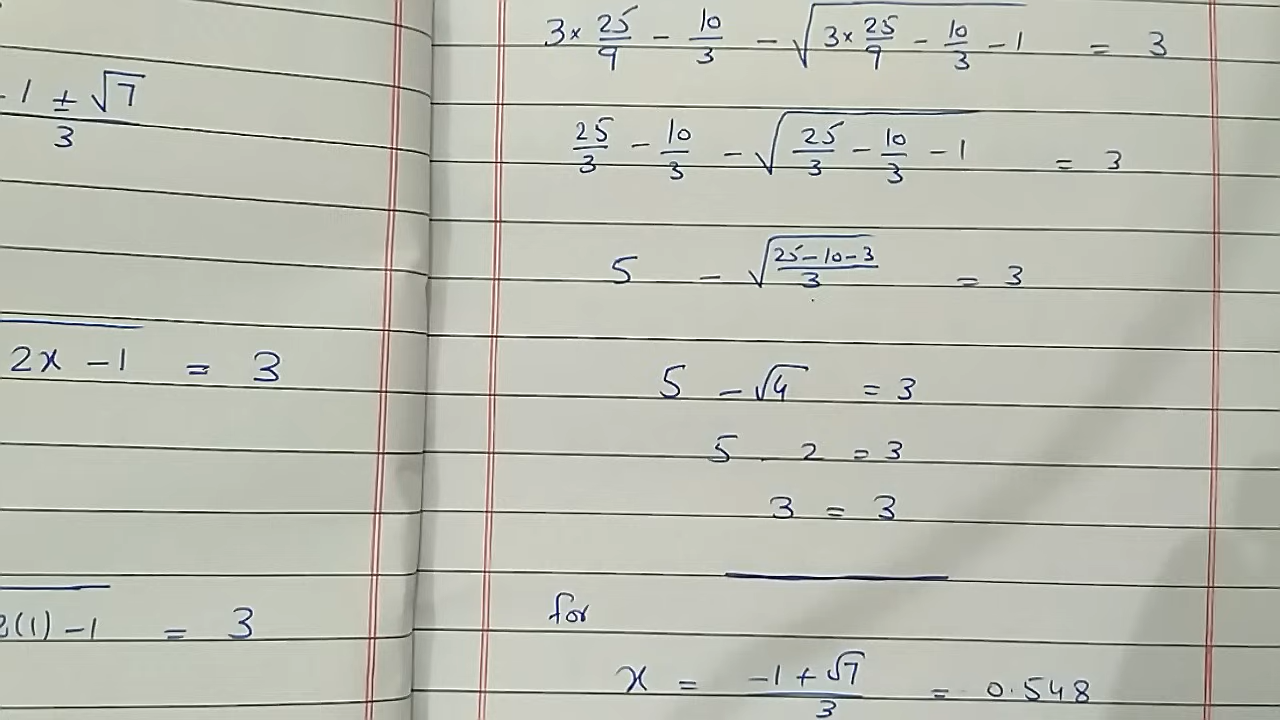 -1 ± √7 / 3
2x - 1 = 3
2(1) - 1 = 3
3 × 25/9 - 10/3 - √(3 × 25/9 - 10/3 - 1) = 3
25/3 - 10/3 - √(25/3 - 10/3 - 1) = 3
5 - √((25-10-3)/3) = 3
5 - √4 = 3
5 - 2 = 3
3 = 3
for
x = (-1 + √7)/3 = 0.548